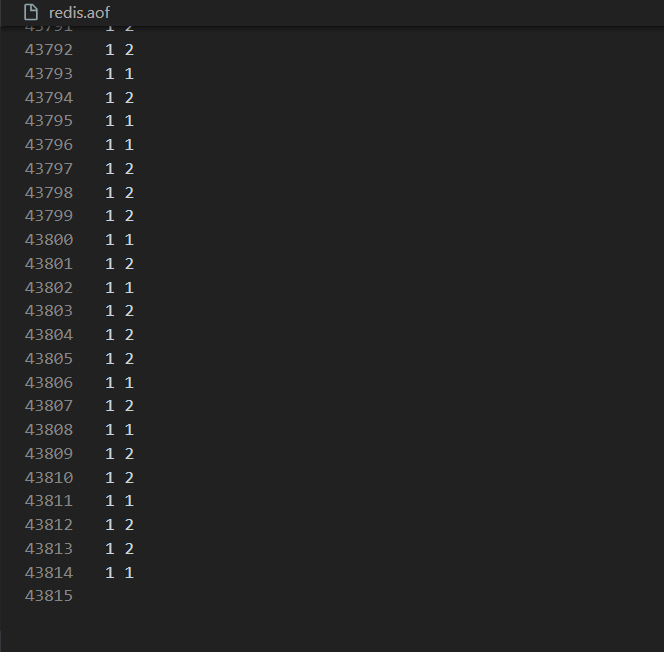 redis.aof
43791 1 2
43792 1 2
43793 1 1
43794 1 2
43795 1 1
43796 1 1
43797 1 2
43798 1 2
43799 1 2
43800 1 1
43801 1 2
43802 1 1
43803 1 2
43804 1 2
43805 1 2
43806 1 1
43807 1 2
43808 1 1
43809 1 2
43810 1 2
43811 1 1
43812 1 2
43813 1 2
43814 1 1
43815